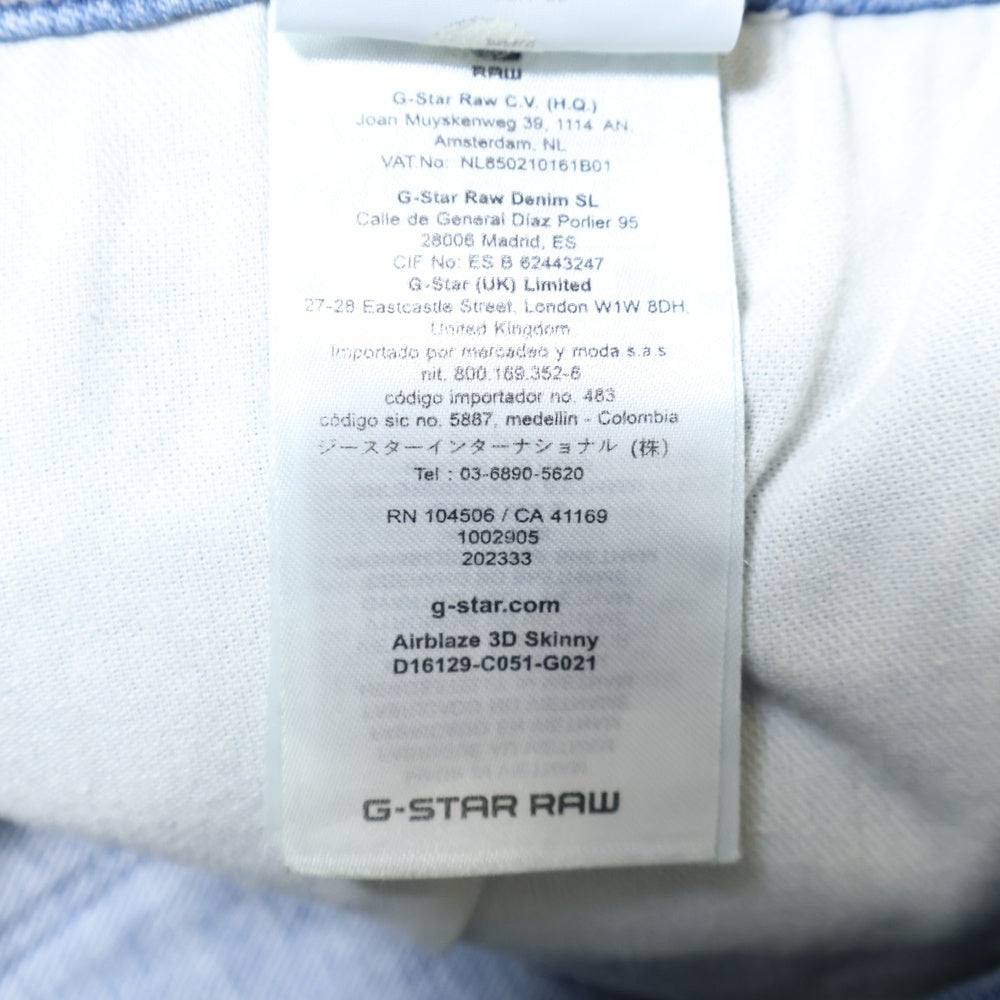 RAW
G-Star Raw C.V. (H.Q.)
Joan Muyskenweg 39, 1114 AN,
Amsterdam, NL
VAT.No: NL850210161B01
G-Star Raw Denim SL
Calle de General Díaz Porlier 95
28006 Madrid, ES
CIF No: ES B 62443247
G-Star (UK) Limited
27-28 Eastcastle Street, London W1W 8DH,
United Kingdom
Importado por mercadeo y moda s.a.s
nit. 800.169.352-6
código importador no. 483
código sic no. 5887, medellin - Colombia
ジースターインターナショナル (株)
Tel : 03-6890-5620
RN 104506 / CA 41169
1002905
202333
g-star.com
Airblaze 3D Skinny
D16129-C051-G021
G-STAR RAW